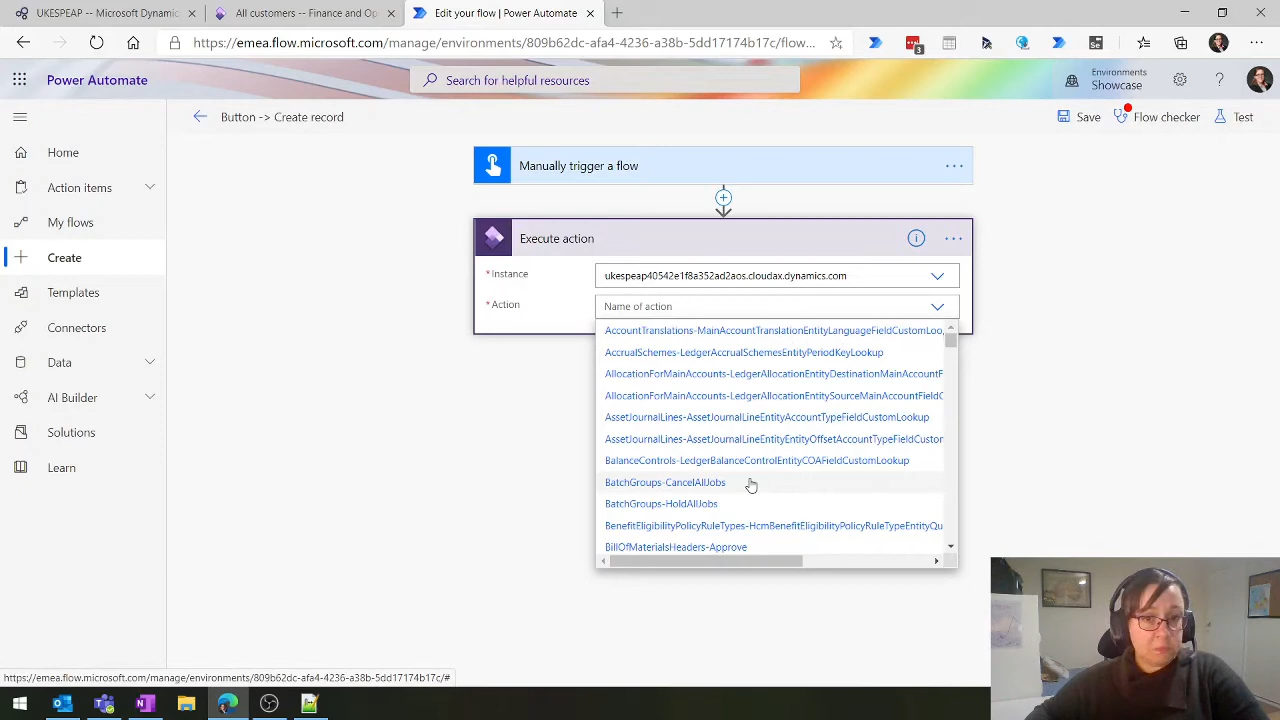 UKESPEAP -- Microsoft Dynamic
All customers -- Finance and Op
Edit your flow | Power Automate
https://emea.flow.microsoft.com/manage/environments/809b62dc-afa4-4236-a38b-5dd17174b17c/flow...
3
Se
Power Automate
Search for helpful resources
Environments
Showcase
Button -> Create record
Save
Flow checker
Test
Home
Action items
My flows
Create
Templates
Connectors
Data
AI Builder
Solutions
Learn
Manually trigger a flow
Execute action
* Instance
ukespeap40542e1f8a352ad2aos.cloudax.dynamics.com
* Action
Name of action
AccountTranslations-MainAccountTranslationEntityLanguageFieldCustomLoo
AccrualSchemes-LedgerAccrualSchemesEntityPeriodKeyLookup
AllocationForMainAccounts-LedgerAllocationEntityDestinationMainAccountF
AllocationForMainAccounts-LedgerAllocationEntitySourceMainAccountFieldC
AssetJournalLines-AssetJournalLineEntityAccountTypeFieldCustomLookup
AssetJournalLines-AssetJournalLineEntityEntityOffsetAccountTypeFieldCustor
BalanceControls-LedgerBalanceControlEntityCOAFieldCustomLookup
BatchGroups-CancelAllJobs
BatchGroups-HoldAllJobs
BenefitEligibilityPolicyRuleTypes-HcmBenefitEligibilityPolicyRuleTypeEntityQu
BillOfMaterialsHeaders-Approve
https://emea.flow.microsoft.com/manage/environments/809b62dc-afa4-4236-a38b-5dd17174b17c/#